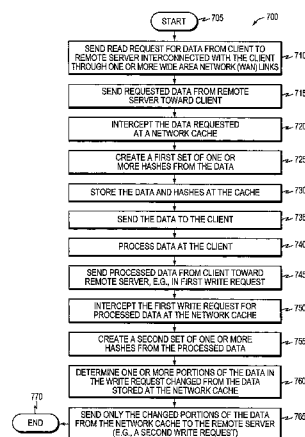 START
705
700
SEND READ REQUEST FOR DATA FROM CLIENT TO
REMOTE SERVER INTERCONNECTED WITH THE CLIENT
THROUGH ONE OR MORE WIDE AREA NETWORK (WAN) LINKS
710
SEND REQUESTED DATA FROM REMOTE
SERVER TOWARD CLIENT
715
INTERCEPT THE DATA REQUESTED
AT A NETWORK CACHE
720
CREATE A FIRST SET OF ONE OR
MORE HASHES FROM THE DATA
725
STORE THE DATA AND HASHES AT THE CACHE
730
SEND THE DATA TO THE CLIENT
735
PROCESS DATA AT THE CLIENT
740
SEND PROCESSED DATA FROM CLIENT TOWARD
REMOTE SERVER, E.G., IN FIRST WRITE REQUEST
745
INTERCEPT THE FIRST WRITE REQUEST FOR
PROCESSED DATA AT THE NETWORK CACHE
750
CREATE A SECOND SET OF ONE OR MORE
HASHES FROM THE PROCESSED DATA
755
DETERMINE ONE OR MORE PORTIONS OF THE DATA IN
THE WRITE REQUEST CHANGED FROM THE DATA
STORED AT THE NETWORK CACHE
760
SEND ONLY THE CHANGED PORTIONS OF THE DATA
FROM THE NETWORK CACHE TO THE REMOTE SERVER
(E.G., A SECOND WRITE REQUEST)
765
770
END